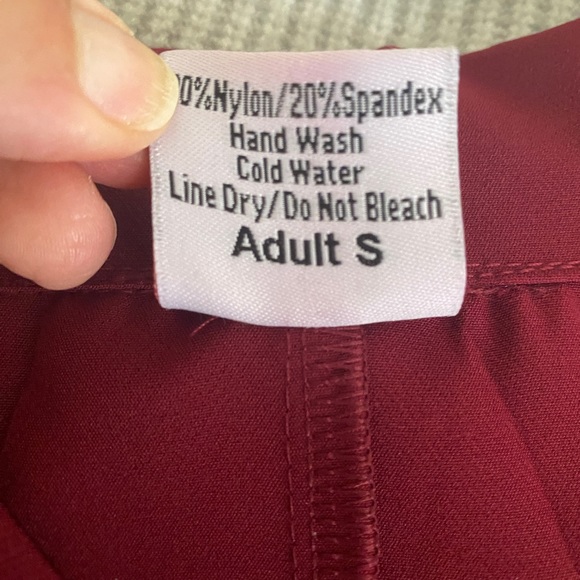 0%Nylon/20%Spandex
Hand Wash
Cold Water
Line Dry/Do Not Bleach
Adult S